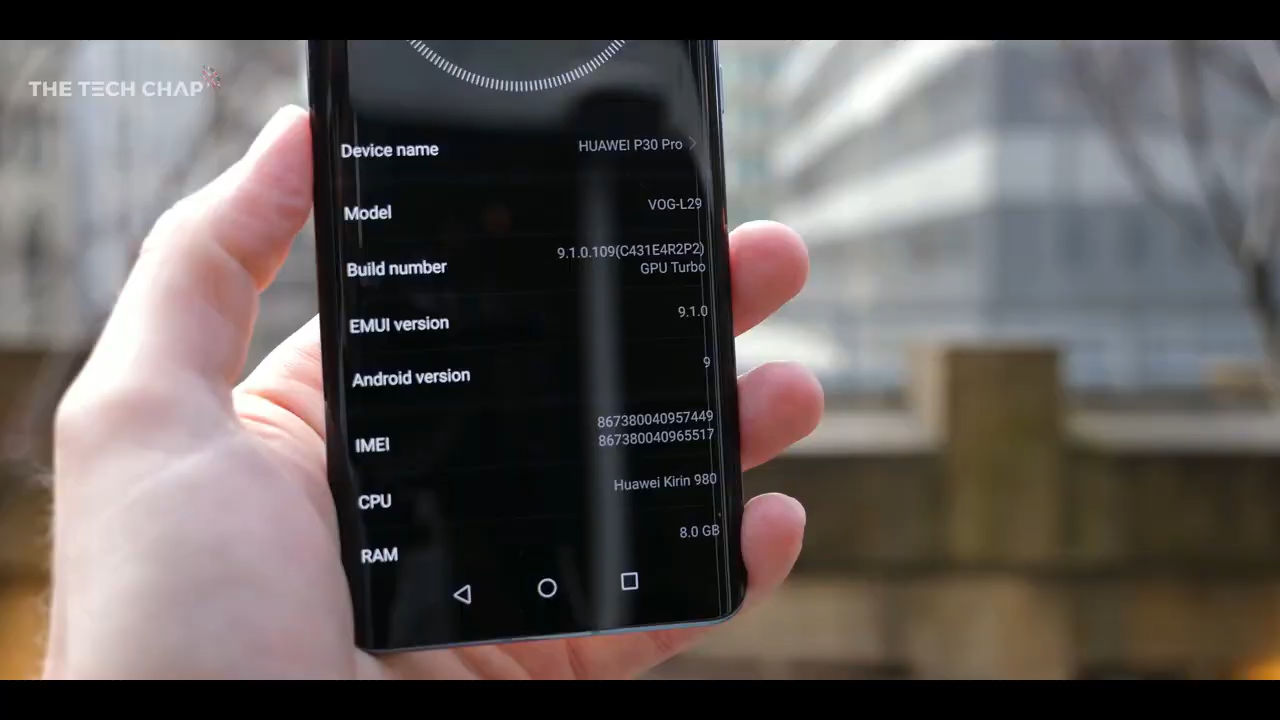 THE TECH CHAP
Device name HUAWEI P30 Pro
Model VOG-L29
Build number 9.1.0.109(C431E4R2P2)
GPU Turbo
EMUI version 9.1.0
Android version 9
IMEI 867380040957449
867380040965517
CPU Huawei Kirin 980
RAM 8.0 GB